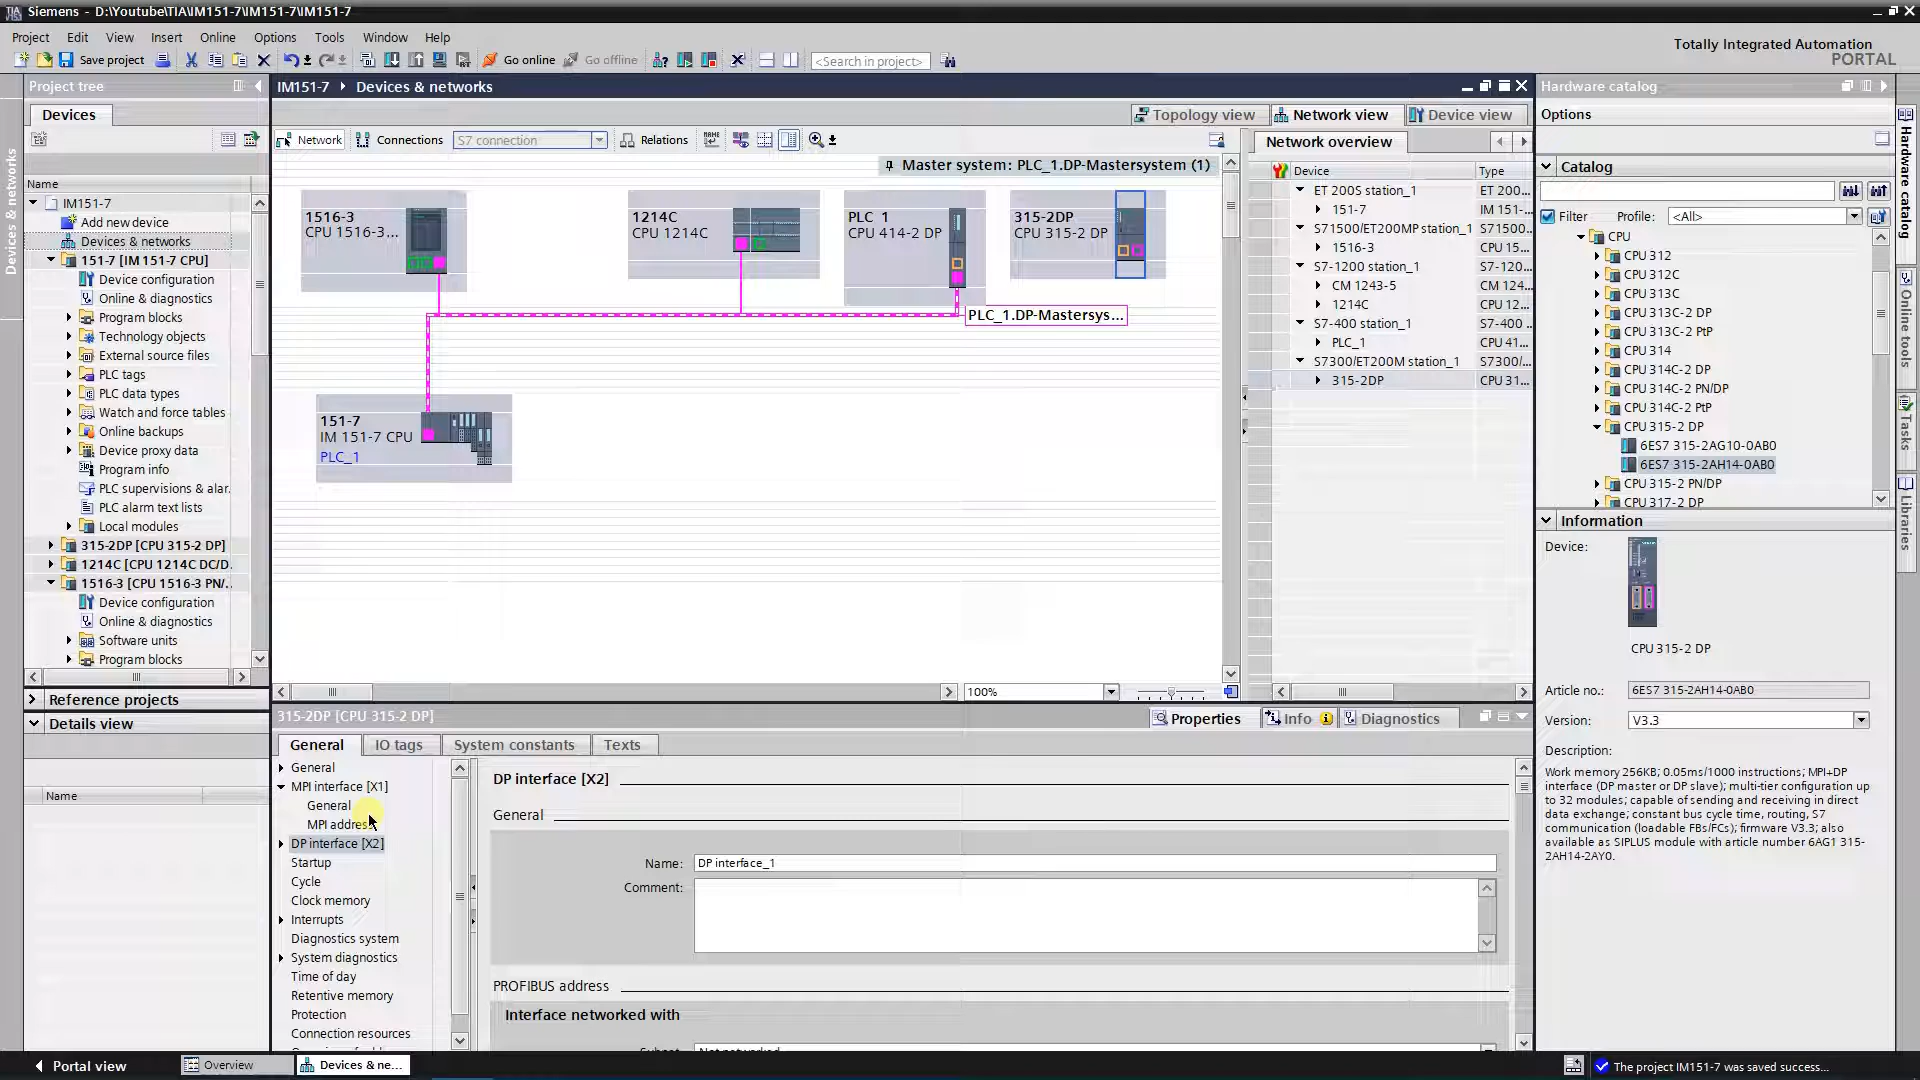 Siemens - D:\Youtube\TIA\IM151-7\IM151-7\IM151-7
Project Edit View Insert Online Options Tools Window Help
Totally Integrated Automation
PORTAL
Save project
Go online
Go offline
<Search in project>
Project tree
IM151-7 Devices & networks
Hardware catalog
Devices
Topology view
Network view
Device view
Options
Network
Connections
S7 connection
Relations
Network overview
Master system: PLC_1.DP-Mastersystem (1)
Device
Type
Catalog
Filter
Profile:
<All>
Name
IM151-7
Add new device
Devices & networks
151-7 [IM 151-7 CPU]
Device configuration
Online & diagnostics
Program blocks
Technology objects
External source files
PLC tags
PLC data types
Watch and force tables
Online backups
Device proxy data
Program info
PLC supervisions & alar.
PLC alarm text lists
Local modules
315-2DP [CPU 315-2 DP]
1214C [CPU 1214C DC/D.
1516-3 [CPU 1516-3 PN/..
Device configuration
Online & diagnostics
Software units
Program blocks
Reference projects
Details view
Name
1516-3
CPU 1516-3...
1214C
CPU 1214C
PLC 1
CPU 414-2 DP
315-2DP
CPU 315-2 DP
PLC_1.DP-Mastersys...
151-7
IM 151-7 CPU
PLC_1
100%
ET 200S station_1 ET 200...
151-7 IM 151-...
S71500/ET200MP station_1 S71500...
1516-3 CPU 15...
S7-1200 station_1 S7-120...
CM 1243-5 CM 124...
1214C CPU 12...
S7-400 station_1 S7-400 ...
PLC_1 CPU 41...
S7300/ET200M station_1 S7300/...
315-2DP CPU 31...
CPU
CPU 312
CPU 312C
CPU 313C
CPU 313C-2 DP
CPU 313C-2 PtP
CPU 314
CPU 314C-2 DP
CPU 314C-2 PN/DP
CPU 314C-2 PtP
CPU 315-2 DP
6ES7 315-2AG10-0AB0
6ES7 315-2AH14-0AB0
CPU 315-2 PN/DP
CPU 317-2 DP
Information
Device:
CPU 315-2 DP
Article no.: 6ES7 315-2AH14-0AB0
Version: V3.3
Description:
Work memory 256KB; 0.05ms/1000 instructions; MPI+DP
interface (DP master or DP slave); multi-tier configuration up
to 32 modules; capable of sending and receiving in direct
data exchange; constant bus cycle time, routing, S7
communication (loadable FBs/FCs); firmware V3.3; also
available as SIPLUS module with article number 6AG1 315-
2AH14-2AY0.
315-2DP [CPU 315-2 DP]
Properties
Info
Diagnostics
General
IO tags
System constants
Texts
General
MPI interface [X1]
General
MPI address
DP interface [X2]
Startup
Cycle
Clock memory
Interrupts
Diagnostics system
System diagnostics
Time of day
Retentive memory
Protection
Connection resources
DP interface [X2]
General
Name: DP interface_1
Comment:
PROFIBUS address
Interface networked with
Devices & networks
Hardware catalog
Online tools
Tasks
Libraries
Portal view
Overview
Devices & ne...
The project IM151-7 was saved success...